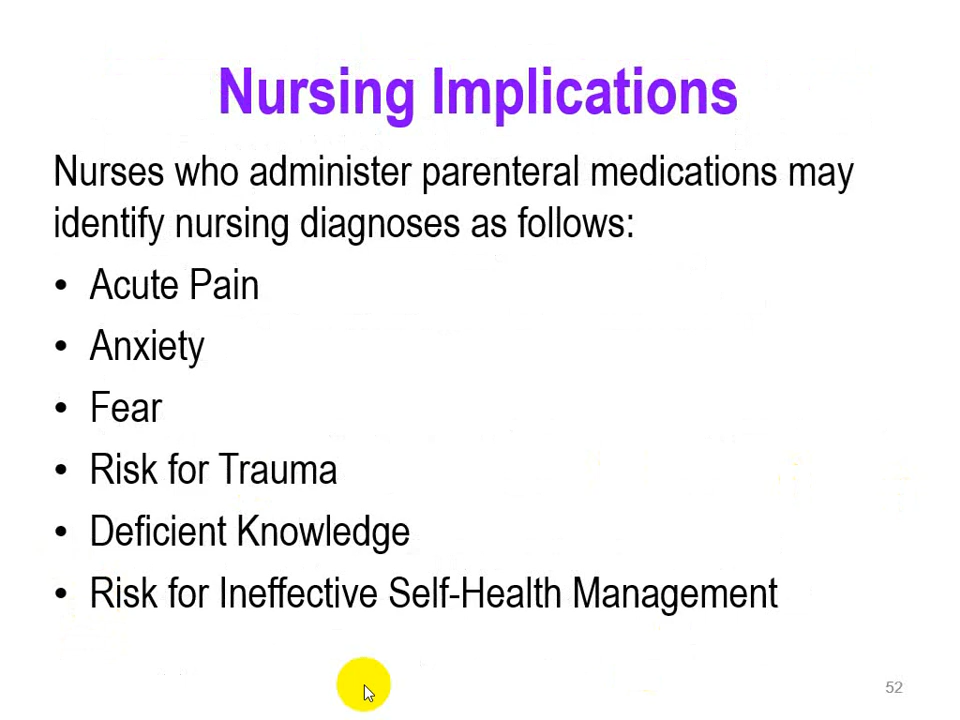 Nursing Implications
Nurses who administer parenteral medications may
identify nursing diagnoses as follows:
• Acute Pain
• Anxiety
• Fear
• Risk for Trauma
• Deficient Knowledge
• Risk for Ineffective Self-Health Management
52